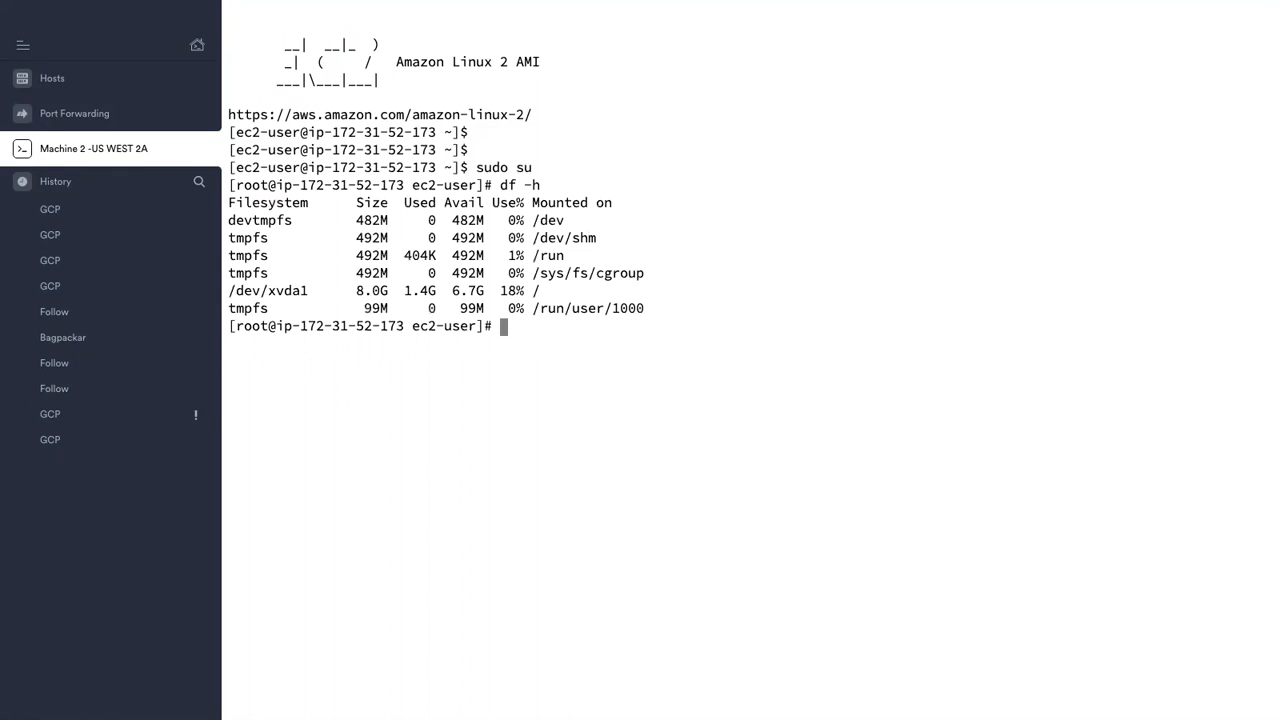 Hosts
Port Forwarding
Machine 2 -US WEST 2A
History
GCP
GCP
GCP
GCP
Follow
Bagpackar
Follow
Follow
GCP !
GCP
__|  __|_  )
_|  (     /   Amazon Linux 2 AMI
___|\___|___|
https://aws.amazon.com/amazon-linux-2/
[ec2-user@ip-172-31-52-173 ~]$
[ec2-user@ip-172-31-52-173 ~]$
[ec2-user@ip-172-31-52-173 ~]$ sudo su
[root@ip-172-31-52-173 ec2-user]# df -h
Filesystem      Size  Used Avail Use% Mounted on
devtmpfs        482M     0  482M   0% /dev
tmpfs           492M     0  492M   0% /dev/shm
tmpfs           492M  404K  492M   1% /run
tmpfs           492M     0  492M   0% /sys/fs/cgroup
/dev/xvda1      8.0G  1.4G  6.7G  18% /
tmpfs            99M     0   99M   0% /run/user/1000
[root@ip-172-31-52-173 ec2-user]#